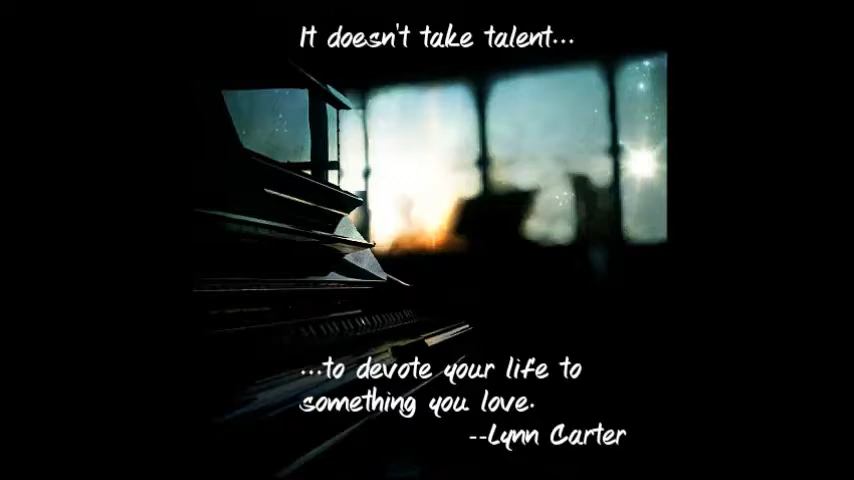 It doesn't take talent...
...to devote your life to
something you love.
--Lynn Carter